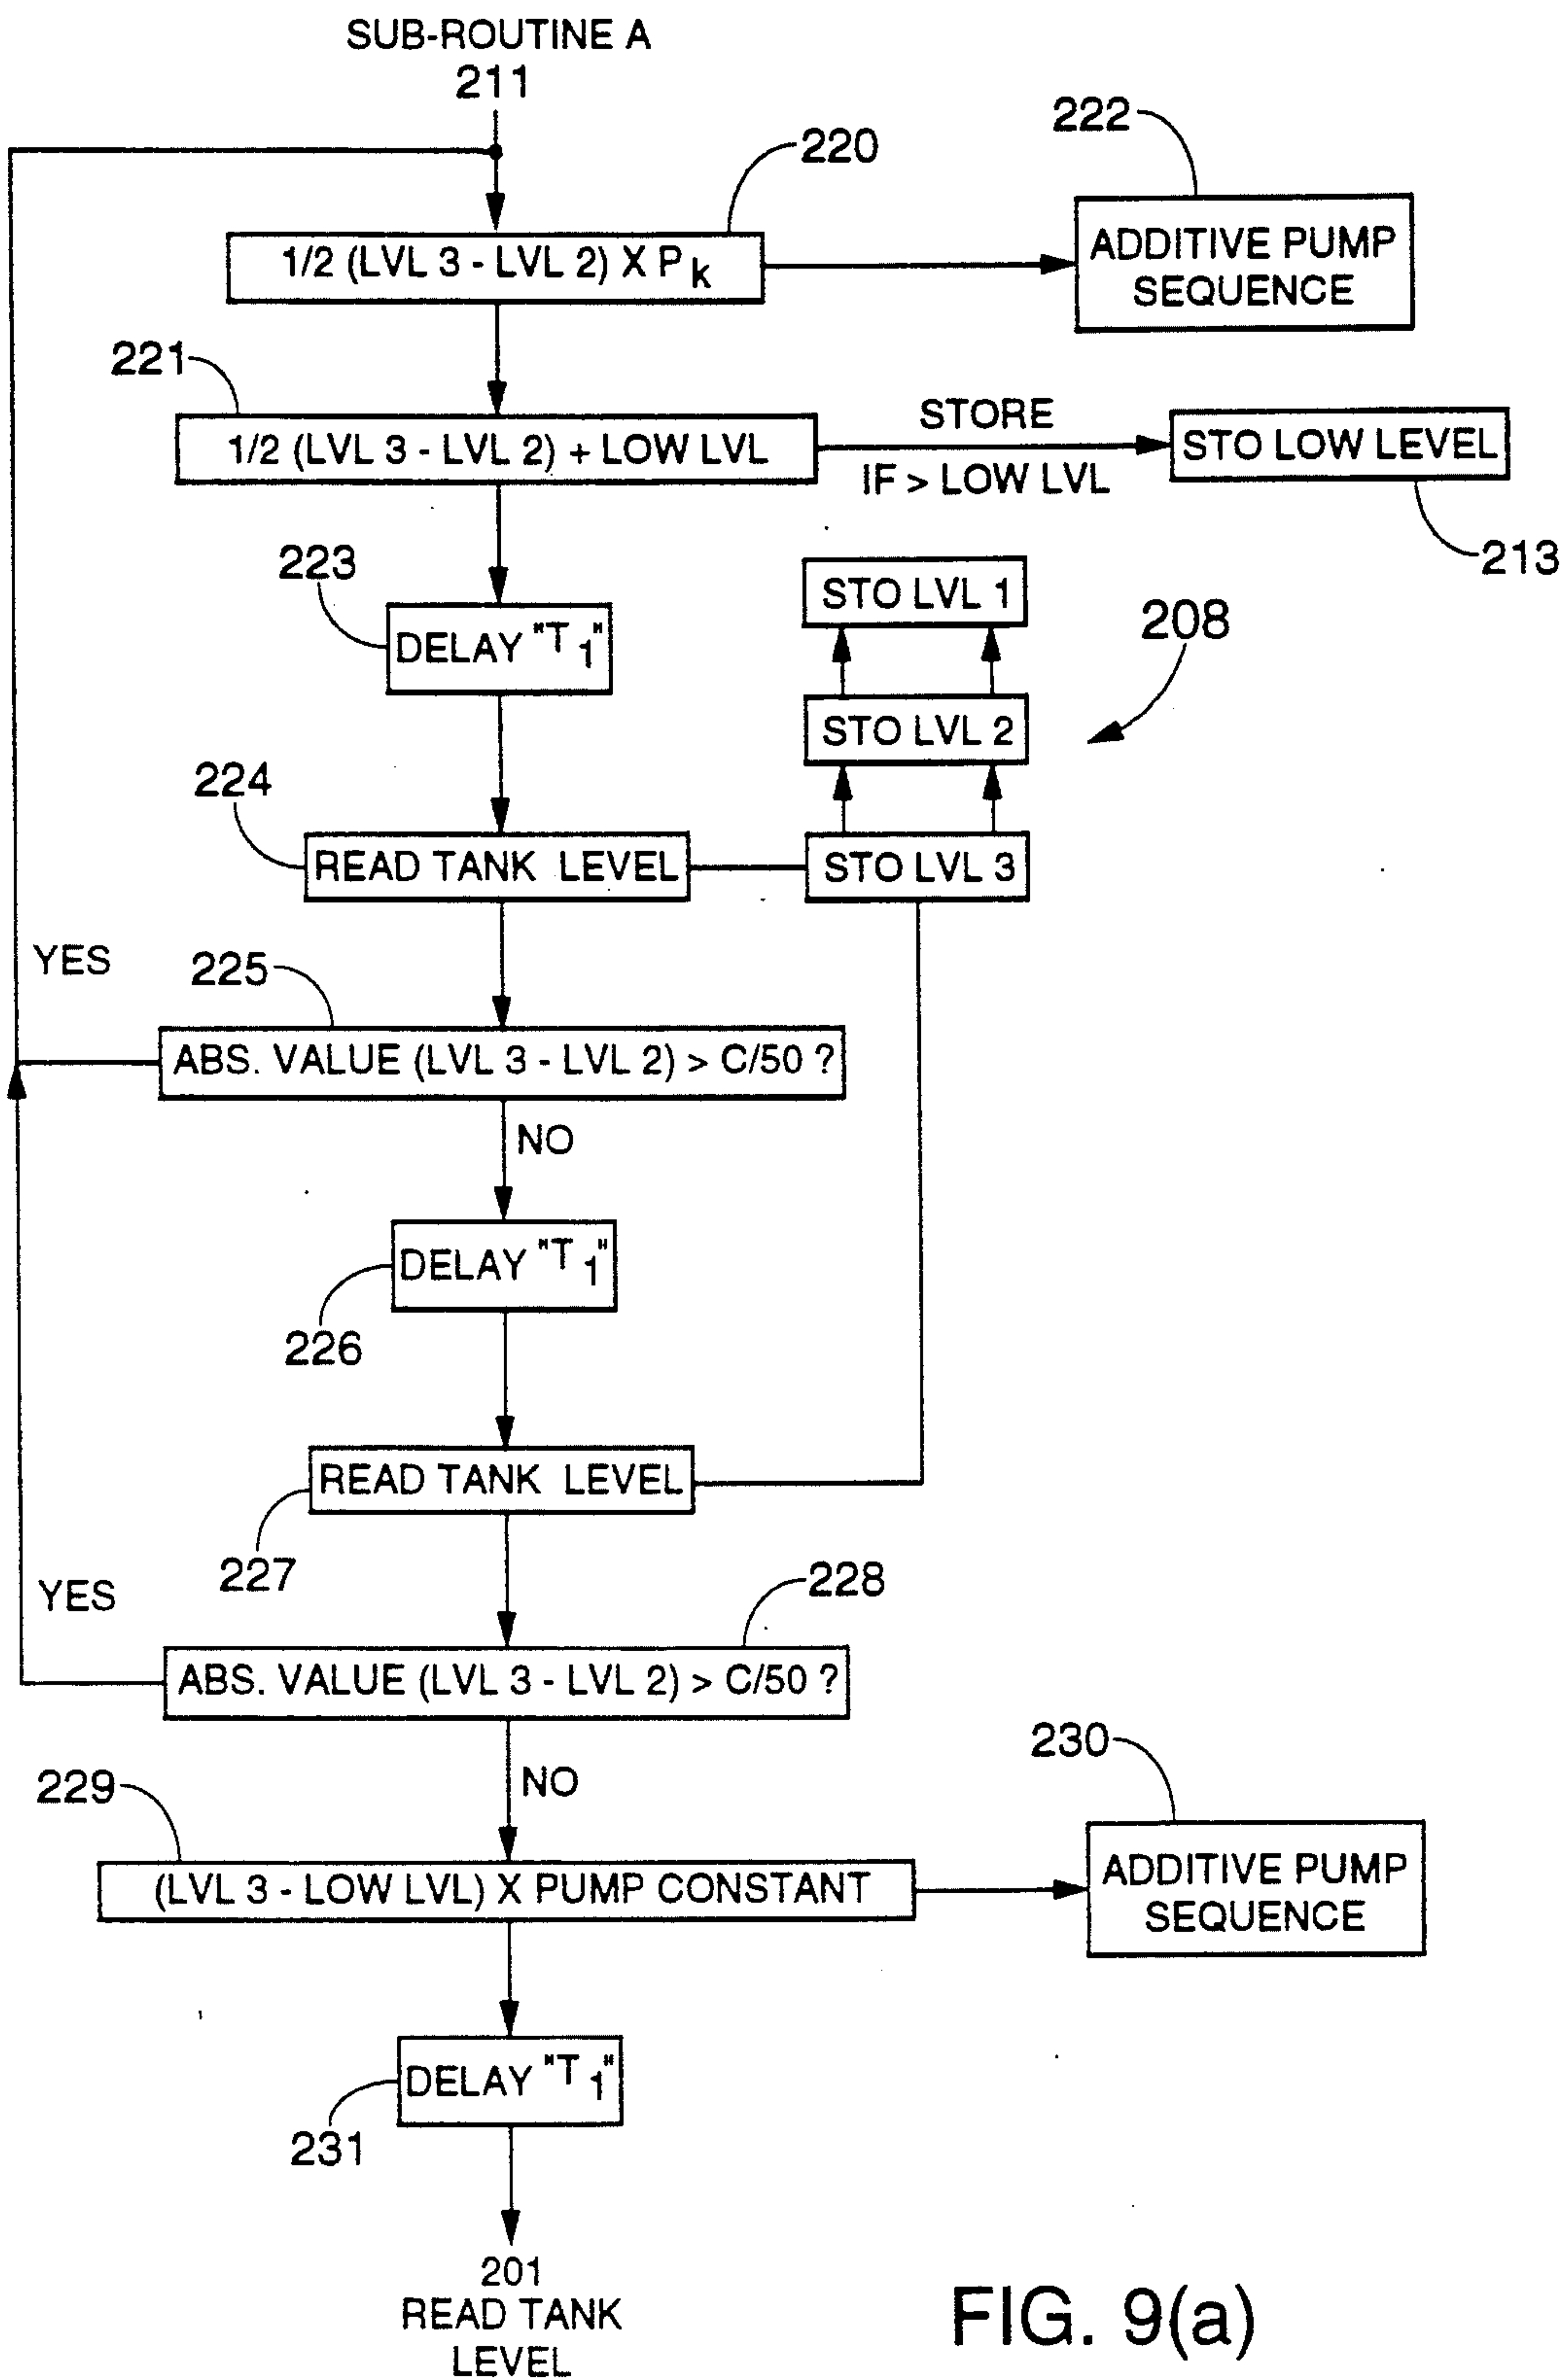 SUB-ROUTINE A
211
220
222
1/2 (LVL 3 - LVL 2) X Pk
ADDITIVE PUMP
SEQUENCE
221
1/2 (LVL 3 - LVL 2) + LOW LVL
STORE
IF > LOW LVL
STO LOW LEVEL
213
223
DELAY "T1"
STO LVL 1
208
STO LVL 2
224
READ TANK LEVEL
STO LVL 3
YES
225
ABS. VALUE (LVL 3 - LVL 2) > C/50 ?
NO
DELAY "T1"
226
READ TANK LEVEL
227
YES
228
ABS. VALUE (LVL 3 - LVL 2) > C/50 ?
NO
229
230
(LVL 3 - LOW LVL) X PUMP CONSTANT
ADDITIVE PUMP
SEQUENCE
DELAY "T1"
231
201
READ TANK
LEVEL
FIG. 9(a)